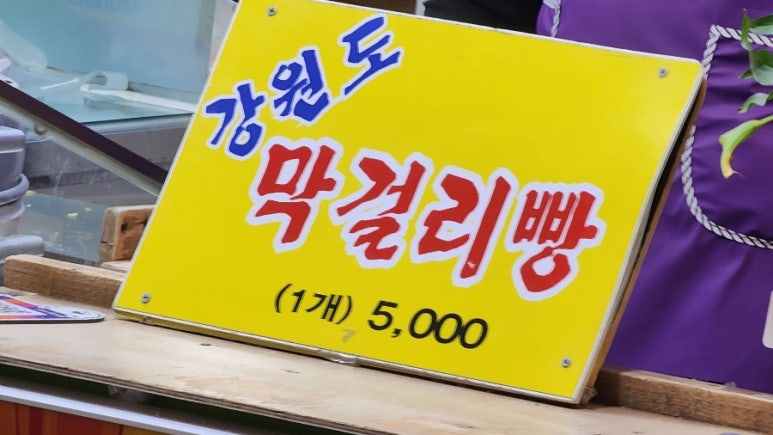 강원도
막걸리빵
(1개) 5,000